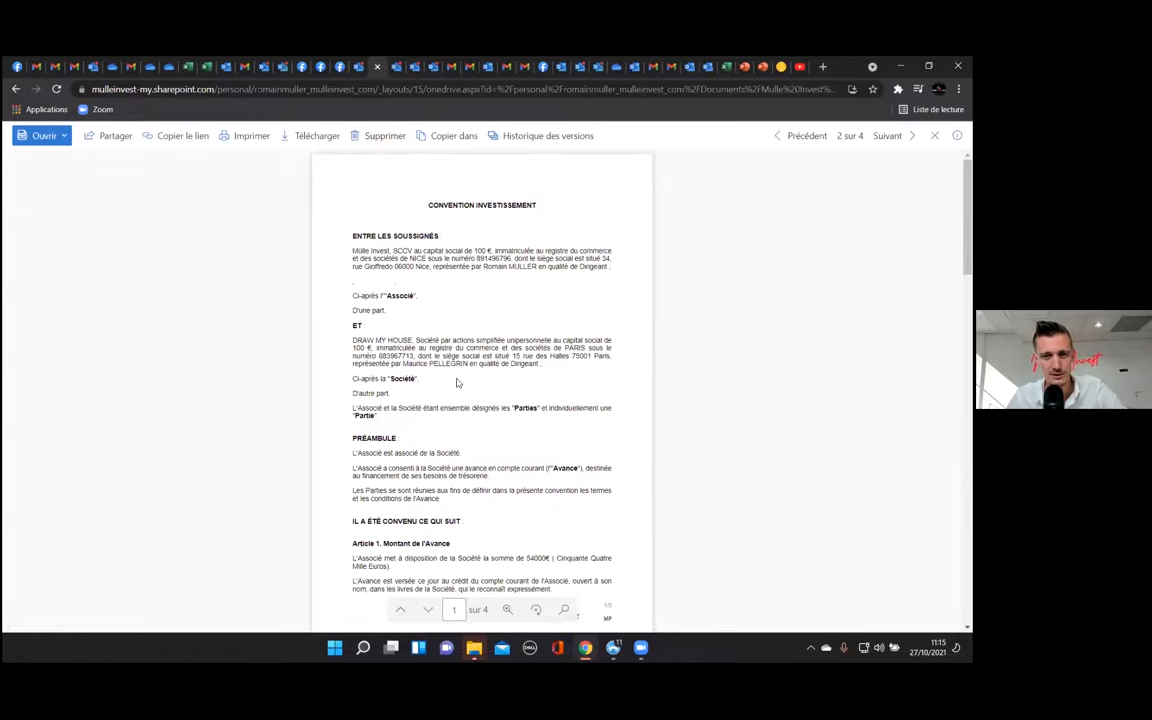 mulleinvest-my.sharepoint.com/personal/romainmuller_mulleinvest_com/_layouts/15/onedrive.aspx?id=%2Fpersonal%2Fromainmuller_mulleinvest_com%2FDocuments%2FMulle%20Invest%...
Applications
Zoom
Liste de lecture
Ouvrir
Partager
Copier le lien
Imprimer
Télécharger
Supprimer
Copier dans
Historique des versions
Précédent
2 sur 4
Suivant
CONVENTION INVESTISSEMENT
ENTRE LES SOUSSIGNÉS :
Mülle Invest, SCCV au capital social de 100 €, immatriculée au registre du commerce
et des sociétés de NICE sous le numéro 891496796, dont le siège social est situé 34,
rue Gioffredo 06000 Nice, représentée par Romain MULLER en qualité de Dirigeant ;
Ci-après l'"Associé",
D'une part,
ET
DRAW MY HOUSE, Société par actions simplifiée unipersonnelle au capital social de
100 €, immatriculée au registre du commerce et des sociétés de PARIS sous le
numéro 883967713, dont le siège social est situé 15 rue des Halles 75001 Paris,
représentée par Maurice PELLEGRIN en qualité de Dirigeant ;
Ci-après la "Société",
D'autre part.
L'Associé et la Société étant ensemble désignés les "Parties" et individuellement une
"Partie"
PRÉAMBULE :
L'Associé est associé de la Société.
L'Associé a consenti à la Société une avance en compte courant (l'"Avance"), destinée
au financement de ses besoins de trésorerie.
Les Parties se sont réunies aux fins de définir dans la présente convention les termes
et les conditions de l'Avance.
IL A ÉTÉ CONVENU CE QUI SUIT :
Article 1. Montant de l'Avance
L'Associé met à disposition de la Société la somme de 54000€ ( Cinquante Quatre
Mille Euros).
L'Avance est versée ce jour au crédit du compte courant de l'Associé, ouvert à son
nom, dans les livres de la Société, qui le reconnaît expressément.
1 sur 4
MP
DELL
11
11:15
27/10/2021
Invest